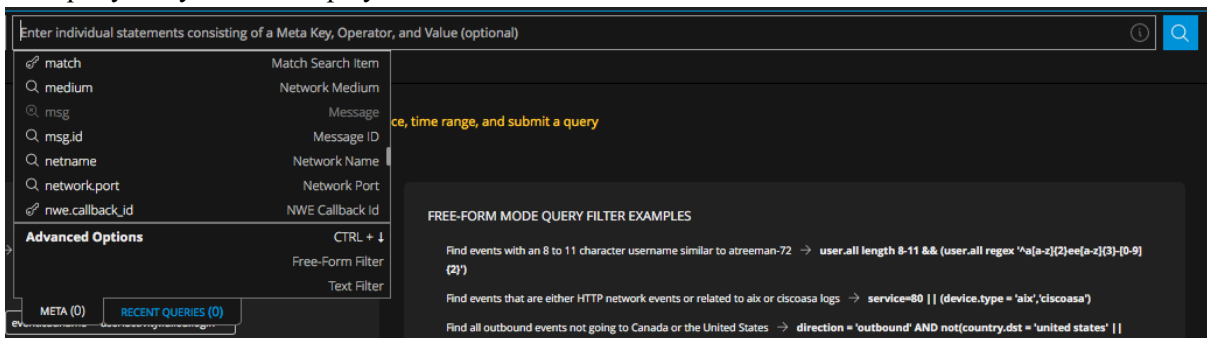 Enter individual statements consisting of a Meta Key, Operator, and Value (optional)
match Match Search Item
medium Network Medium
msg Message
msg.id Message ID
netname Network Name
network.port Network Port
nwe.callback_id NWE Callback Id
Advanced Options CTRL + ↓
Free-Form Filter
Text Filter
META (0) RECENT QUERIES (0)
ce, time range, and submit a query
FREE-FORM MODE QUERY FILTER EXAMPLES
Find events with an 8 to 11 character username similar to atreeman-72 → user.all length 8-11 && (user.all regex '^a[a-z]{2}ee[a-z]{3}-[0-9]
{2}')
Find events that are either HTTP network events or related to aix or ciscoasa logs → service=80 || (device.type = 'aix','ciscoasa')
Find all outbound events not going to Canada or the United States → direction = 'outbound' AND not(country.dst = 'united states' ||